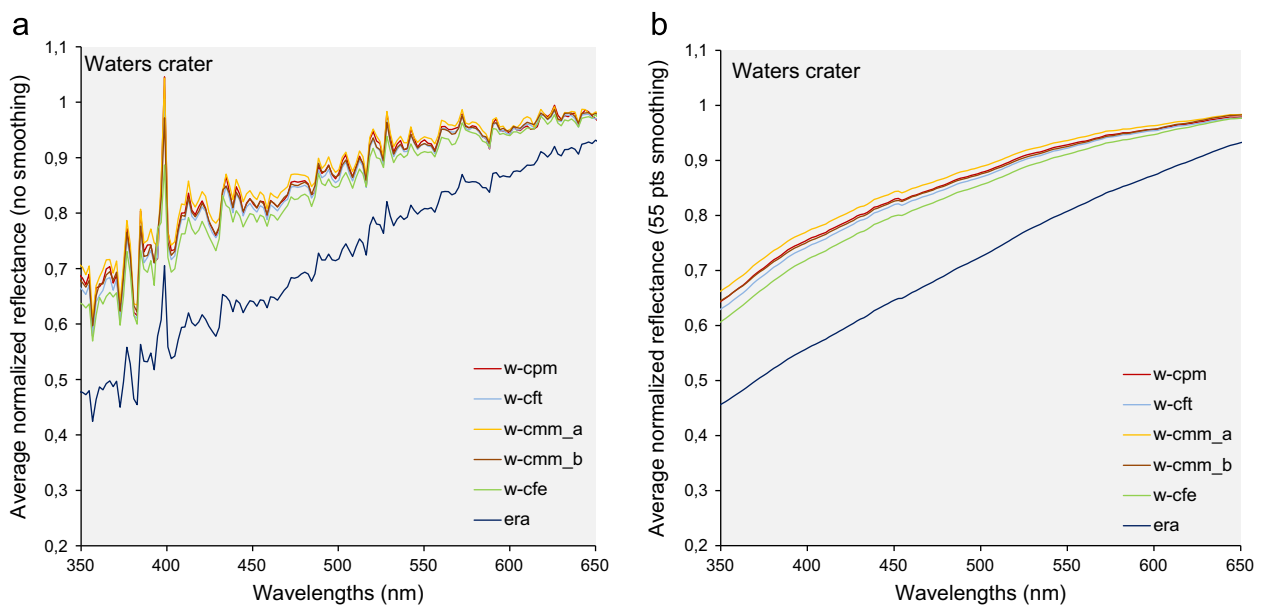 a
Average normalized reflectance (no smoothing)
1,1
1
0,9
0,8
0,7
0,6
0,5
0,4
0,3
0,2
Waters crater
w-cpm
w-cft
w-cmm_a
w-cmm_b
w-cfe
era
350 400 450 500 550 600 650
Wavelengths (nm)
b
Average normalized reflectance (55 pts smoothing)
1,1
1
0,9
0,8
0,7
0,6
0,5
0,4
0,3
0,2
Waters crater
w-cpm
w-cft
w-cmm_a
w-cmm_b
w-cfe
era
350 400 450 500 550 600 650
Wavelengths (nm)